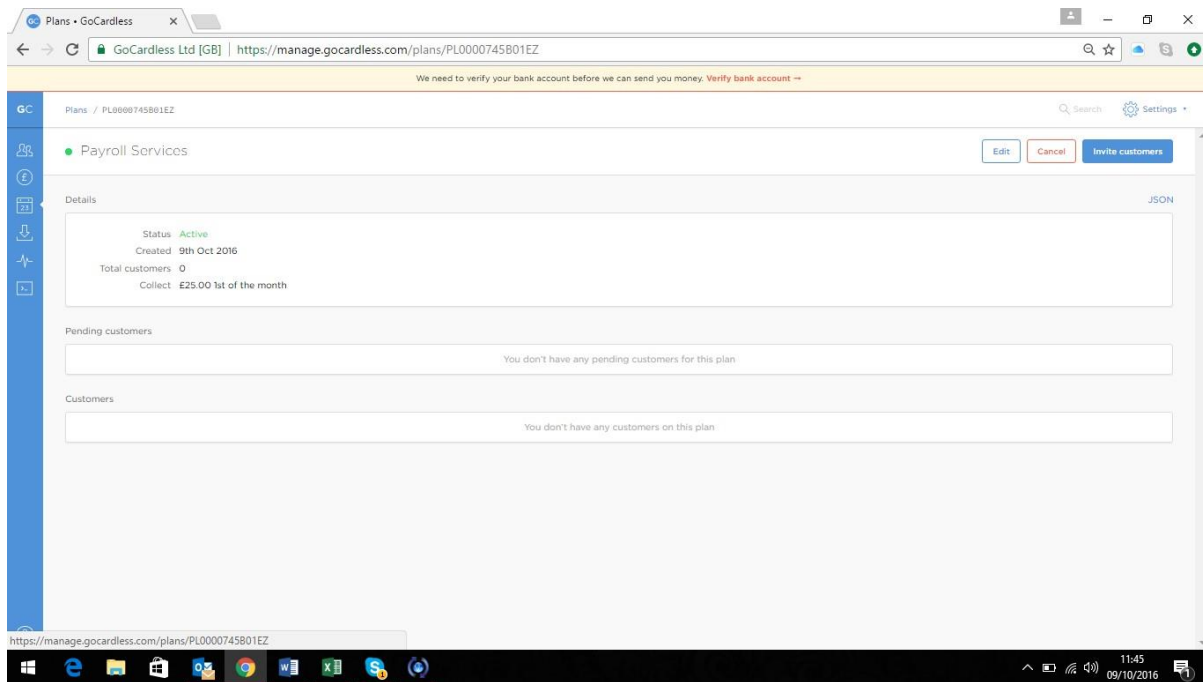 Plans • GoCardless
GoCardless Ltd [GB] | https://manage.gocardless.com/plans/PL0000745B01EZ
We need to verify your bank account before we can send you money. Verify bank account →
GC Plans / PL0000745B01EZ Search Settings
Payroll Services Edit Cancel Invite customers
£
23
Details JSON
Status Active
Created 9th Oct 2016
Total customers 0
Collect £25.00 1st of the month
Pending customers
You don't have any pending customers for this plan
Customers
You don't have any customers on this plan
https://manage.gocardless.com/plans/PL0000745B01EZ
11:45
09/10/2016